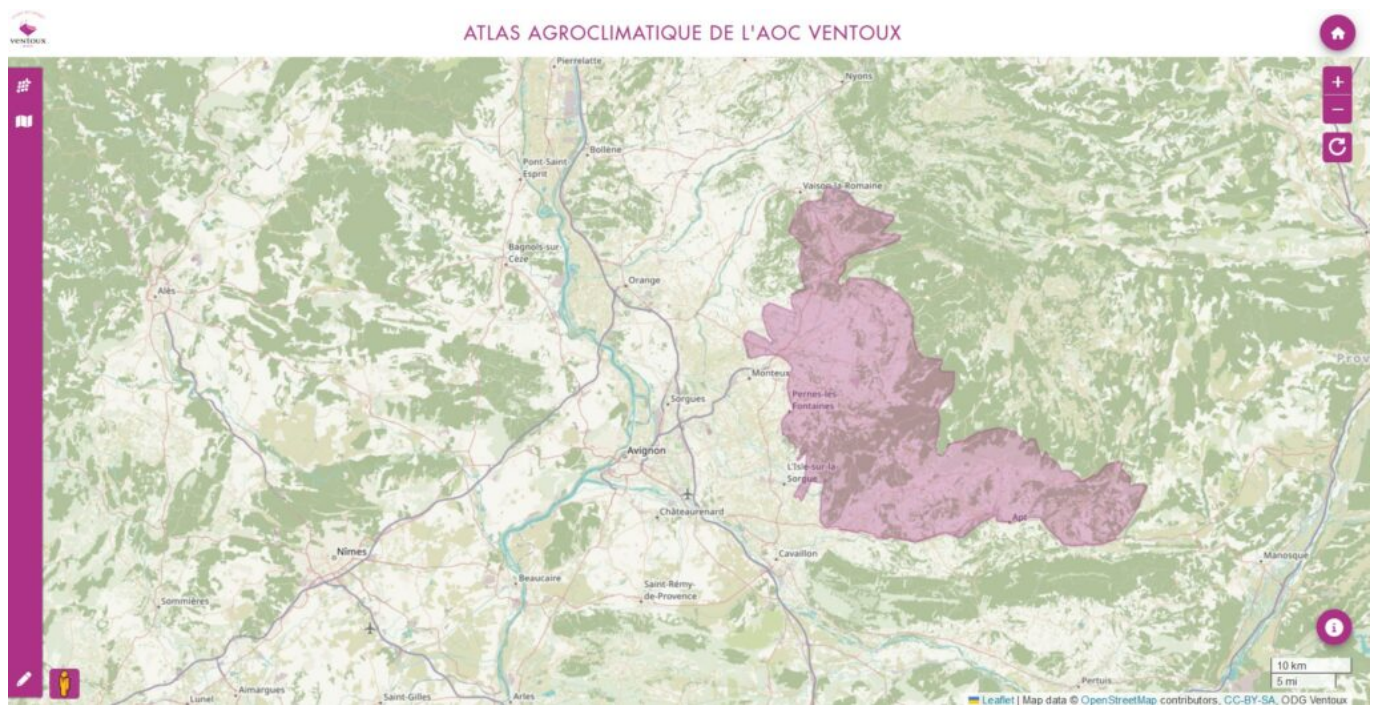 VENTOUX
ATLAS AGROCLIMATIQUE DE L'AOC VENTOUX
Pierrelatte
Nyons
+
−
Bollène
Pont-Saint-
Esprit
Vaison-la-Romaine
Bagnols-sur-
Cèze
Orange
Alès
Prov
Monteux
Sorgues
Pernes-les
Fontaines
Avignon
L'Isle-sur-la
Sorgue
Châteaurenard
Apt
Nîmes
Cavaillon
Manosque
Beaucaire
Saint-Rémy-
de-Provence
Sommières
i
10 km
5 mi
Pertuis
Lunel
Aimargues
Saint-Gilles
Arles
Leaflet | Map data © OpenStreetMap contributors, CC-BY-SA, ODG Ventoux